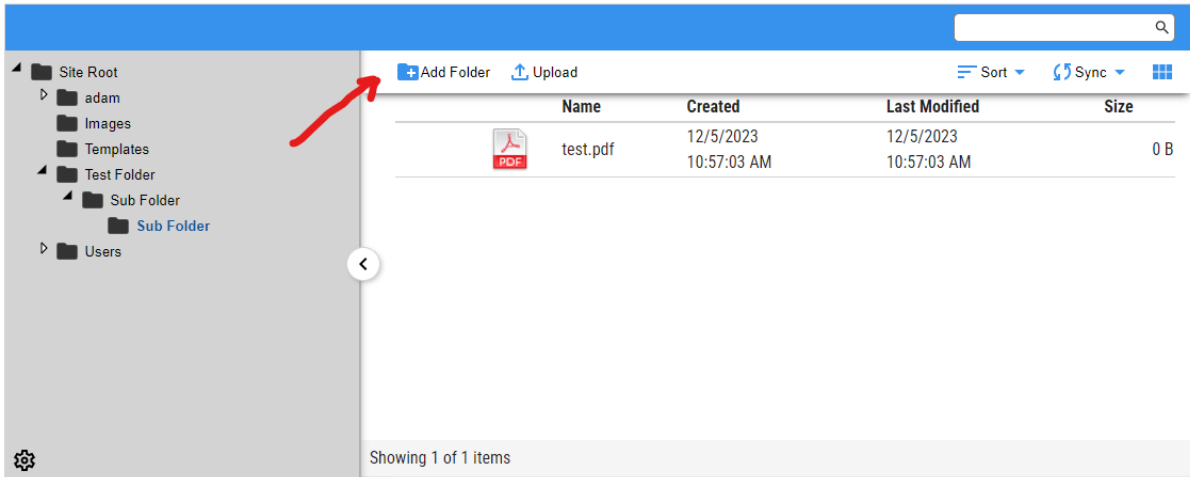 Site Root
adam
Images
Templates
Test Folder
Sub Folder
Sub Folder
Users
Add Folder Upload Sort Sync
Name Created Last Modified Size
PDF test.pdf 12/5/2023 10:57:03 AM 12/5/2023 10:57:03 AM 0 B
Showing 1 of 1 items